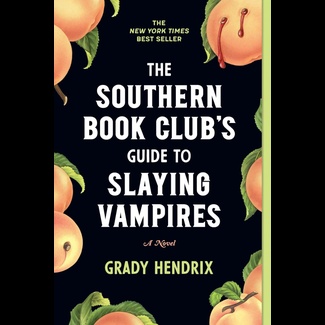 THE
NEW YORK TIMES
BEST SELLER
THE
SOUTHERN
BOOK CLUB'S
GUIDE TO
SLAYING
VAMPIRES
A Novel
GRADY HENDRIX